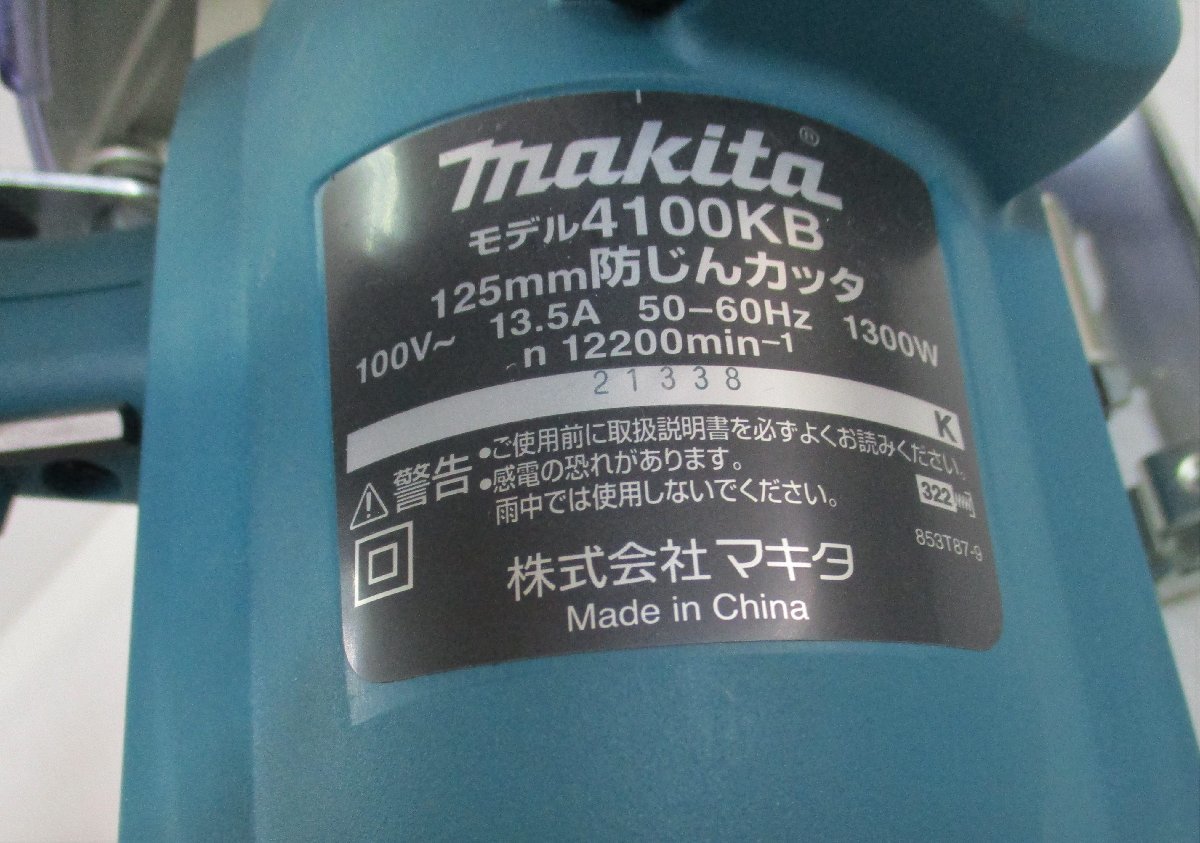 makita®
モデル4100KB
125mm防じんカッタ
100V~ 13.5A 50-60Hz 1300W
n 12200min-1
21338
K
警告
•ご使用前に取扱説明書を必ずよくお読みください。
•感電の恐れがあります。
雨中では使用しないでください。
322
853T87-9
株式会社マキタ
Made in China